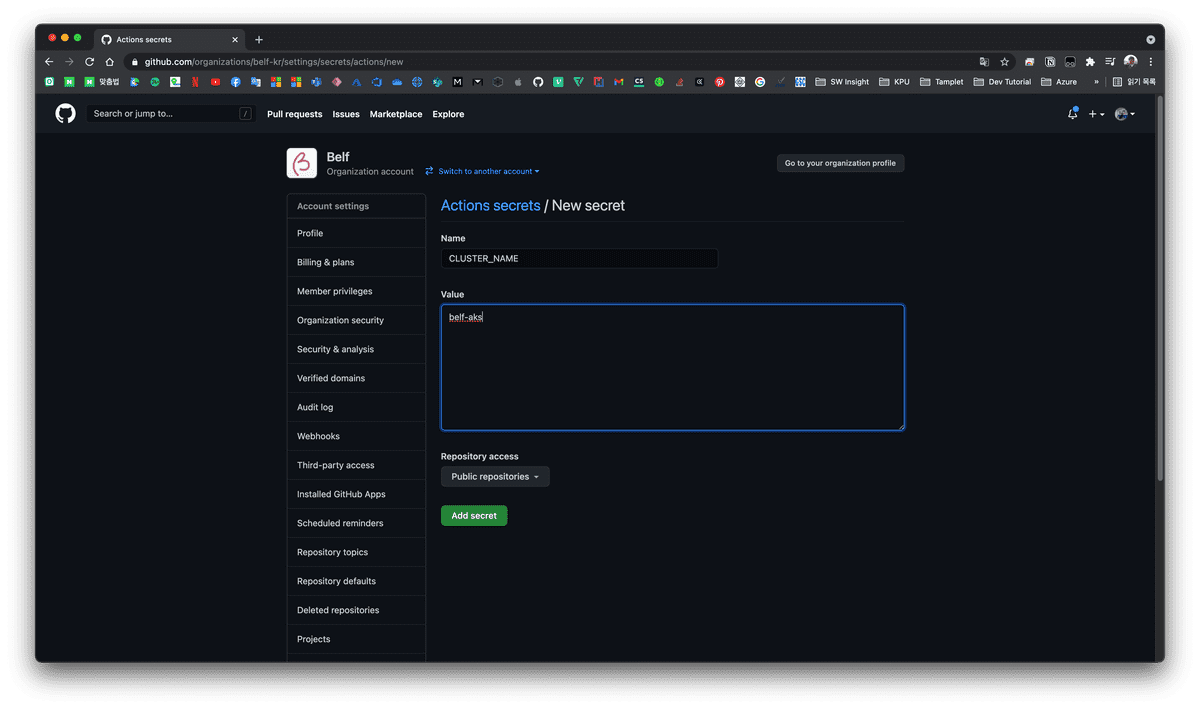 Actions secrets
github.com/organizations/belf-kr/settings/secrets/actions/new
맞춤법
SW Insight
KPU
Tamplet
Dev Tutorial
Azure
»
읽기 목록
Search or jump to...
/
Pull requests
Issues
Marketplace
Explore
Belf
Organization account
Switch to another account
Go to your organization profile
Account settings
Profile
Billing & plans
Member privileges
Organization security
Security & analysis
Verified domains
Audit log
Webhooks
Third-party access
Installed GitHub Apps
Scheduled reminders
Repository topics
Repository defaults
Deleted repositories
Projects
Actions secrets / New secret
Name
CLUSTER_NAME
Value
belf-aks
Repository access
Public repositories
Add secret